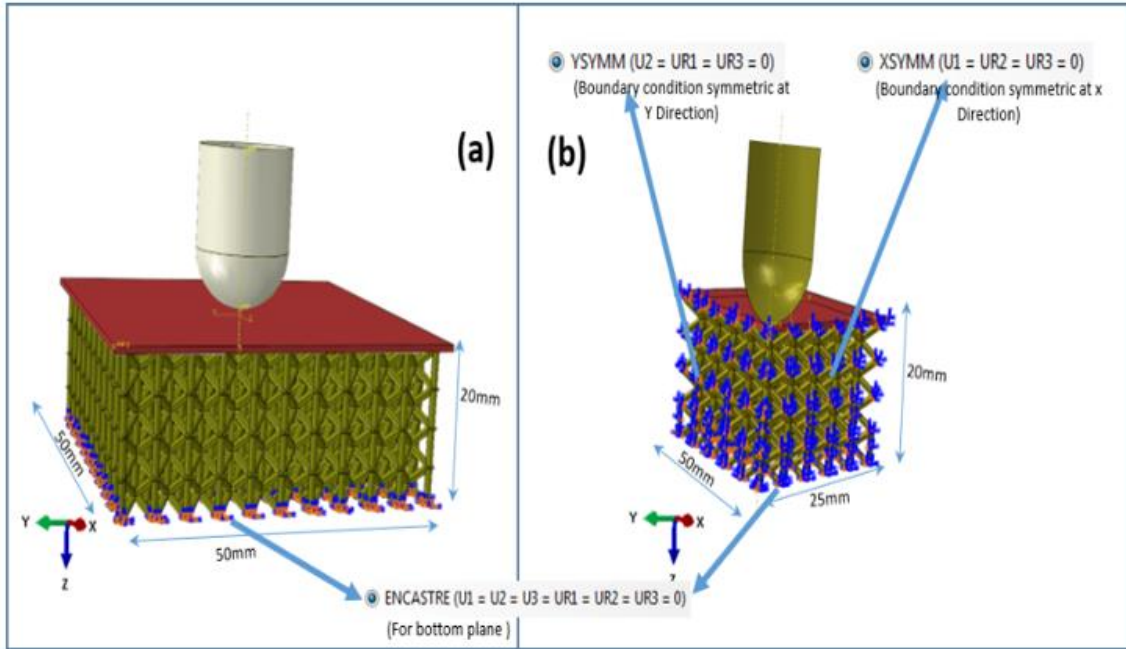 (a)
20mm
50mm
50mm
Y
X
Z
YSYMM (U2 = UR1 = UR3 = 0)
(Boundary condition symmetric at
Y Direction)
XSYMM (U1 = UR2 = UR3 = 0)
(Boundary condition symmetric at x
Direction)
(b)
20mm
50mm
25mm
Y
X
Z
ENCASTRE (U1 = U2 = U3 = UR1 = UR2 = UR3 = 0)
(For bottom plane )